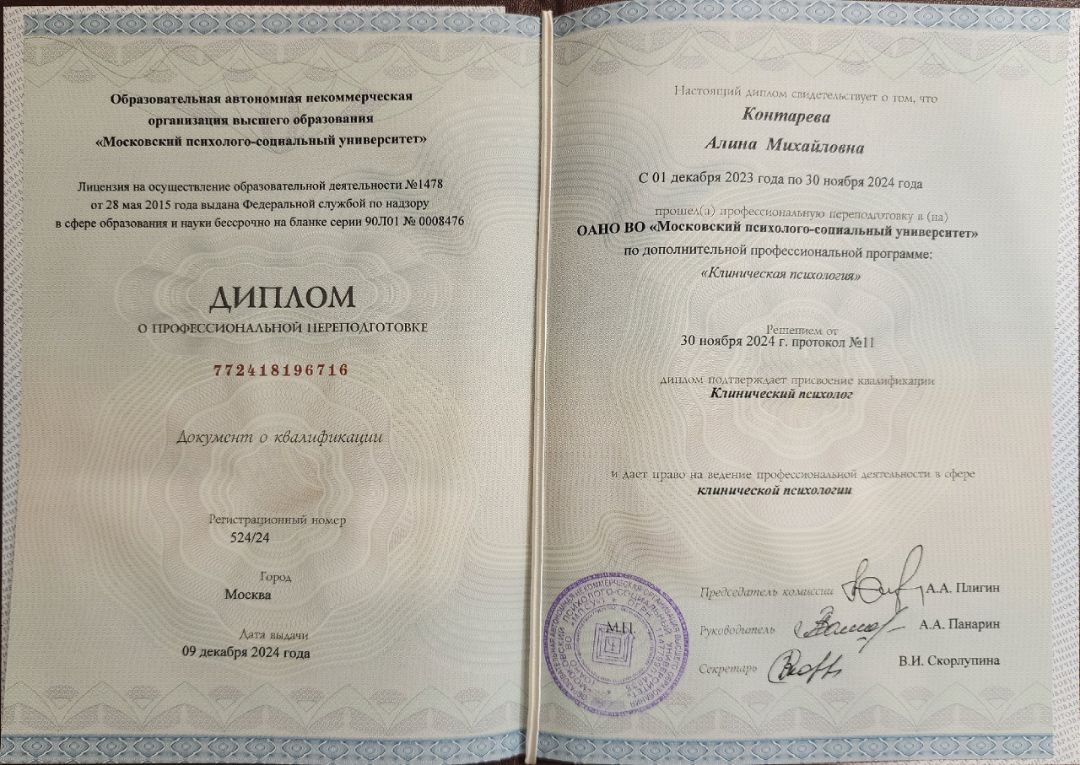 Образовательная автономная некоммерческая
организация высшего образования
«Московский психолого-социальный университет»
Лицензия на осуществление образовательной деятельности №1478
от 28 мая 2015 года выдана Федеральной службой по надзору
в сфере образования и науки бессрочно на бланке серии 90Л01 № 0008476
ДИПЛОМ
О ПРОФЕССИОНАЛЬНОЙ ПЕРЕПОДГОТОВКЕ
772418196716
Документ о квалификации
Регистрационный номер
524/24
Город
Москва
Дата выдачи
09 декабря 2024 года
Настоящий диплом свидетельствует о том, что
Контарева
Алина Михайловна
С 01 декабря 2023 года по 30 ноября 2024 года
прошел(а) профессиональную переподготовку в (на)
ОАНО ВО «Московский психолого-социальный университет»
по дополнительной профессиональной программе:
«Клиническая психология»
Решением от
30 ноября 2024 г. протокол №11
диплом подтверждает присвоение квалификации
Клинический психолог
и дает право на ведение профессиональной деятельности в сфере
клинической психологии
Председатель комиссии А.А. Плигин
М.П.
Руководитель А.А. Панарин
Секретарь В.И. Скорлупина